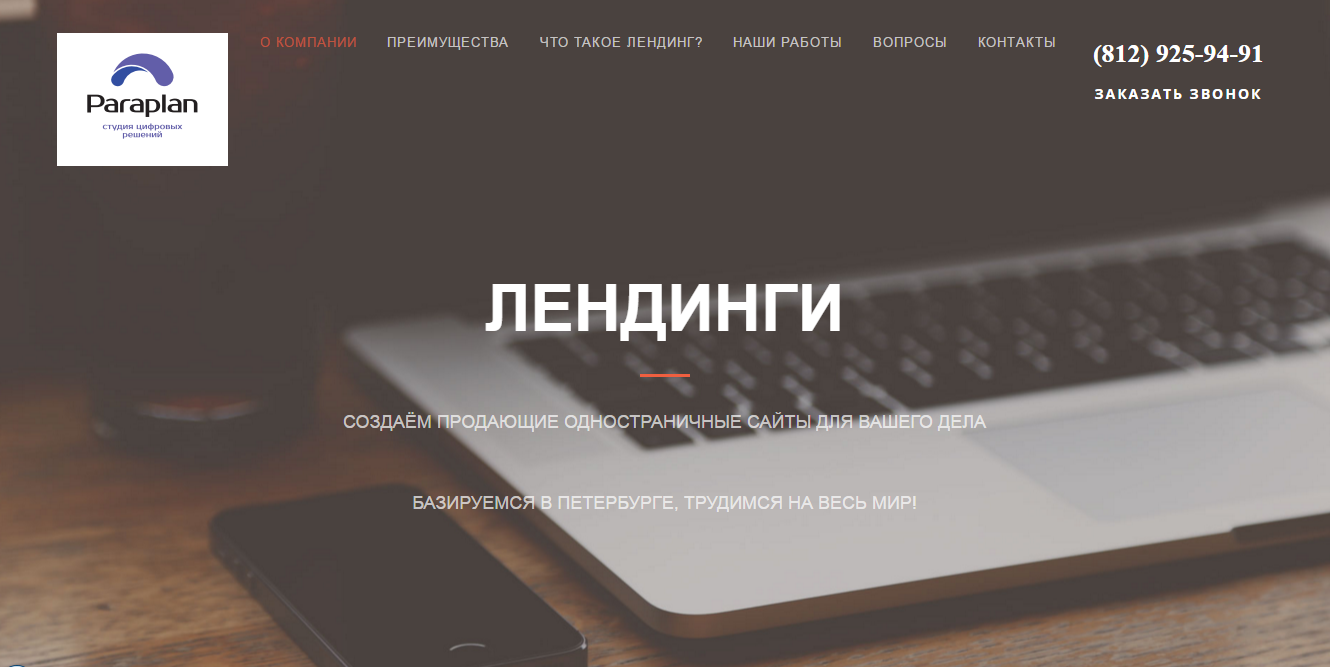 Paraplan
студия цифровых
решений
О КОМПАНИИ
ПРЕИМУЩЕСТВА
ЧТО ТАКОЕ ЛЕНДИНГ?
НАШИ РАБОТЫ
ВОПРОСЫ
КОНТАКТЫ
(812) 925-94-91
ЗАКАЗАТЬ ЗВОНОК
ЛЕНДИНГИ
СОЗДАЁМ ПРОДАЮЩИЕ ОДНОСТРАНИЧНЫЕ САЙТЫ ДЛЯ ВАШЕГО ДЕЛА
БАЗИРУЕМСЯ В ПЕТЕРБУРГЕ, ТРУДИМСЯ НА ВЕСЬ МИР!